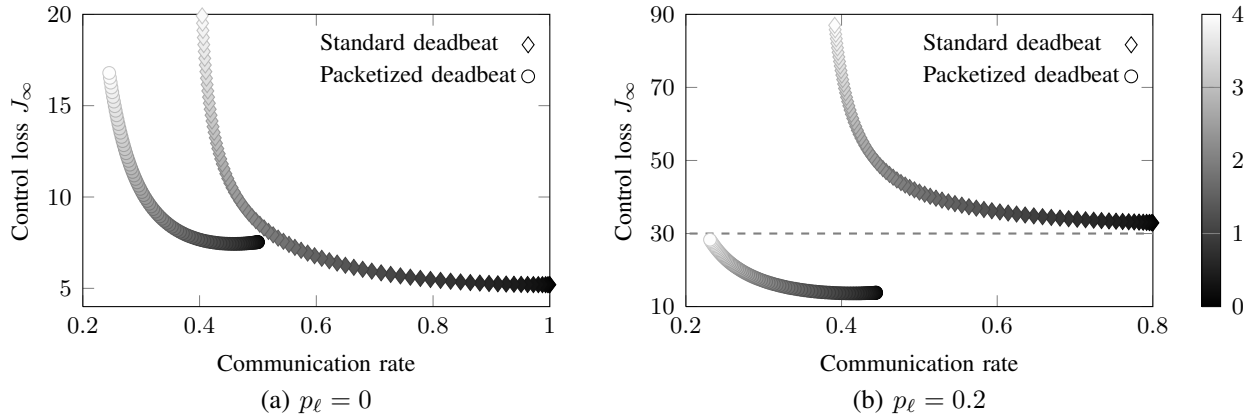 20
15
10
5
0.2
0.4
0.6
0.8
1
Control loss J∞
Communication rate
Standard deadbeat
Packetized deadbeat
(a) pℓ = 0
90
70
50
30
10
0.2
0.4
0.6
0.8
Control loss J∞
Communication rate
Standard deadbeat
Packetized deadbeat
(b) pℓ = 0.2
4
3
2
1
0